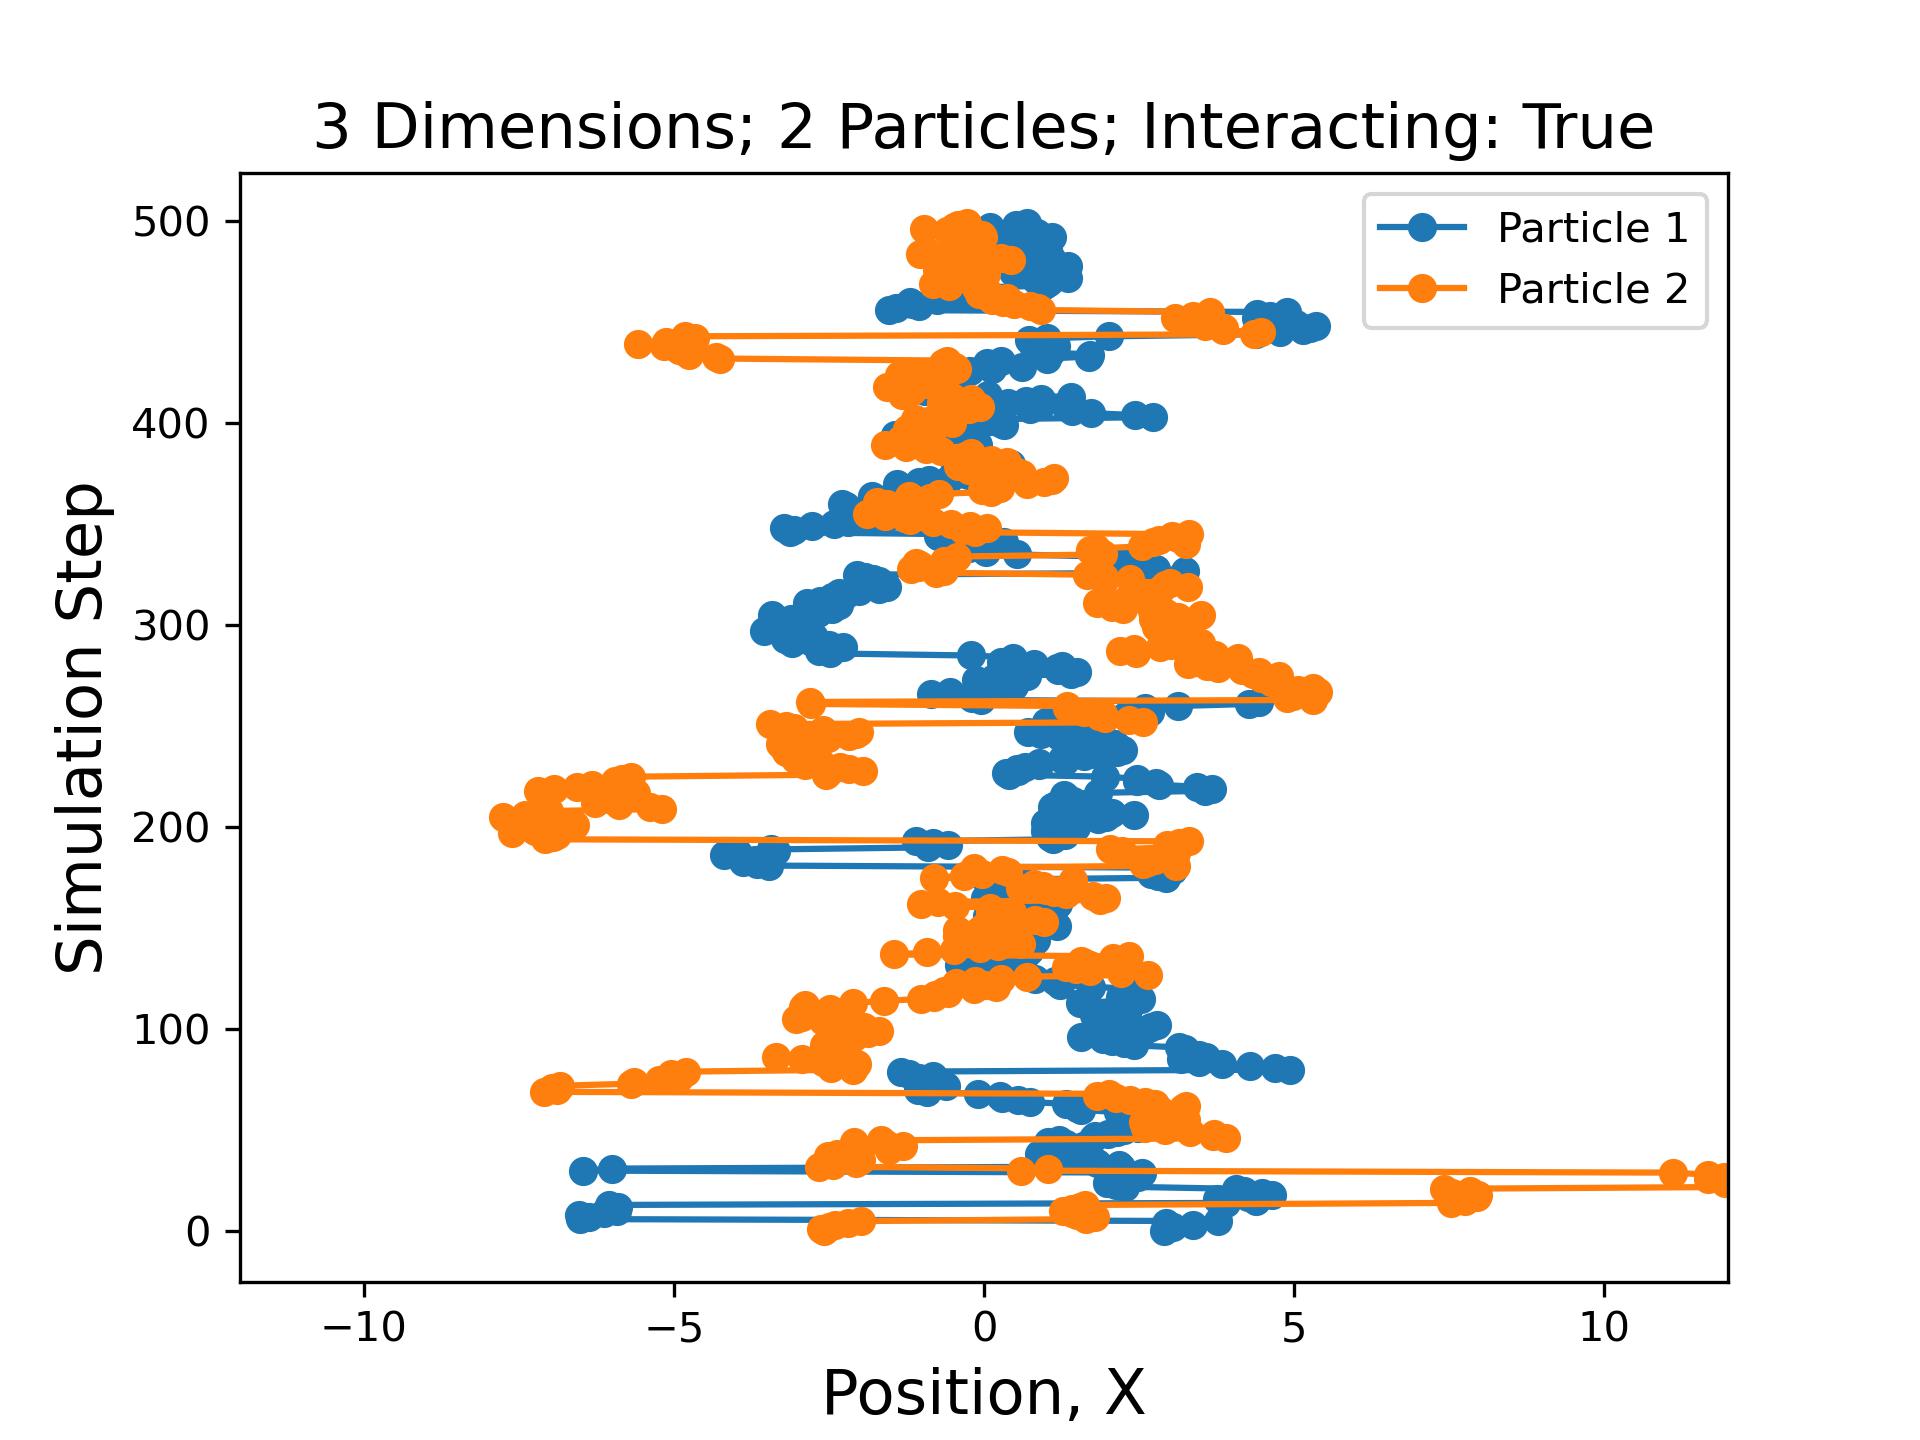 3 Dimensions; 2 Particles; Interacting: True
Particle 1
Particle 2
500
400
300
200
100
0
Simulation Step
−10
−5
0
5
10
Position, X